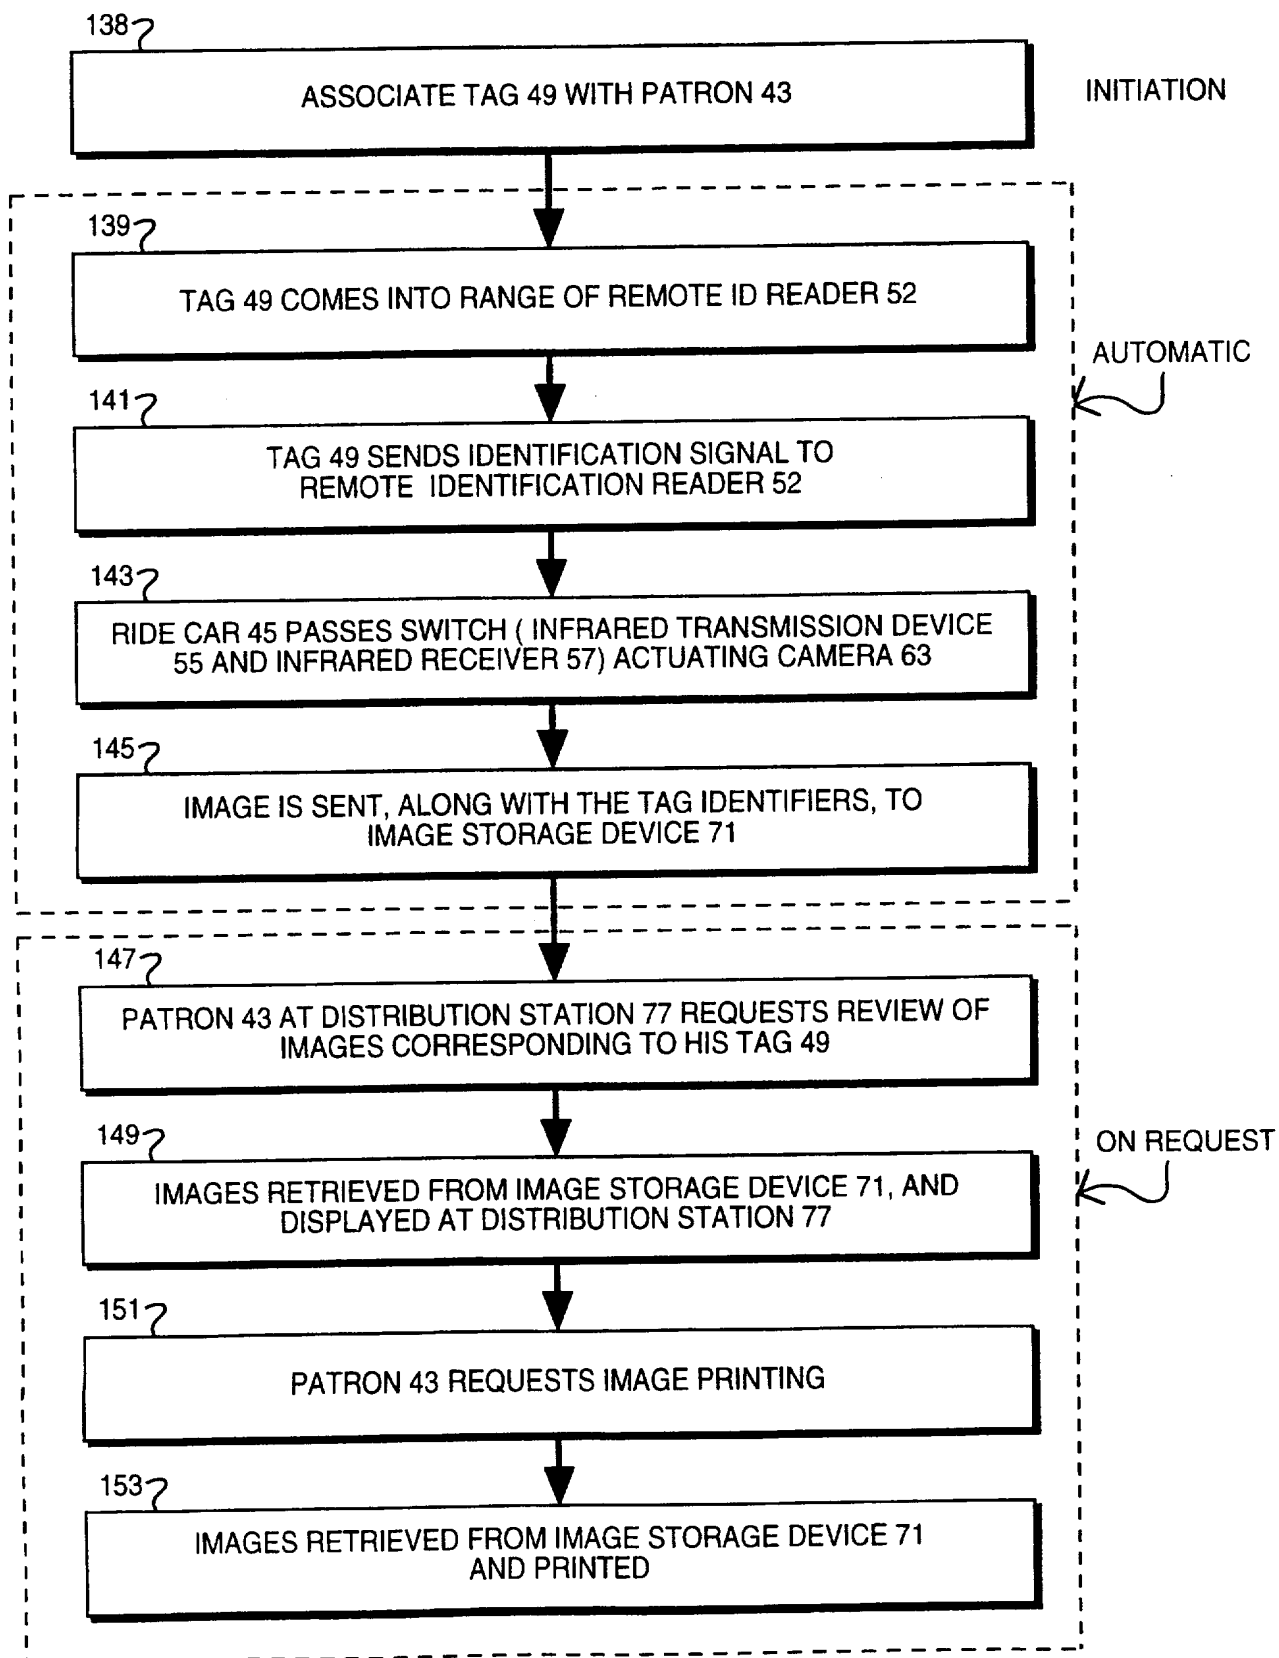 138
ASSOCIATE TAG 49 WITH PATRON 43
INITIATION
139
TAG 49 COMES INTO RANGE OF REMOTE ID READER 52
AUTOMATIC
141
TAG 49 SENDS IDENTIFICATION SIGNAL TO
REMOTE IDENTIFICATION READER 52
143
RIDE CAR 45 PASSES SWITCH ( INFRARED TRANSMISSION DEVICE
55 AND INFRARED RECEIVER 57) ACTUATING CAMERA 63
145
IMAGE IS SENT, ALONG WITH THE TAG IDENTIFIERS, TO
IMAGE STORAGE DEVICE 71
147
PATRON 43 AT DISTRIBUTION STATION 77 REQUESTS REVIEW OF
IMAGES CORRESPONDING TO HIS TAG 49
149
ON REQUEST
IMAGES RETRIEVED FROM IMAGE STORAGE DEVICE 71, AND
DISPLAYED AT DISTRIBUTION STATION 77
151
PATRON 43 REQUESTS IMAGE PRINTING
153
IMAGES RETRIEVED FROM IMAGE STORAGE DEVICE 71
AND PRINTED